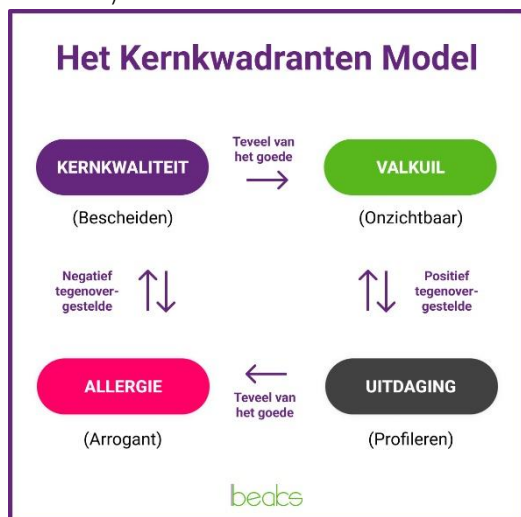 Het Kernkwadranten Model
Teveel van
het goede
KERNKWALITEIT
VALKUIL
(Bescheiden)
(Onzichtbaar)
Negatief
tegenover-
gestelde
Positief
tegenover-
gestelde
ALLERGIE
UITDAGING
Teveel van
het goede
(Arrogant)
(Profileren)
beaks